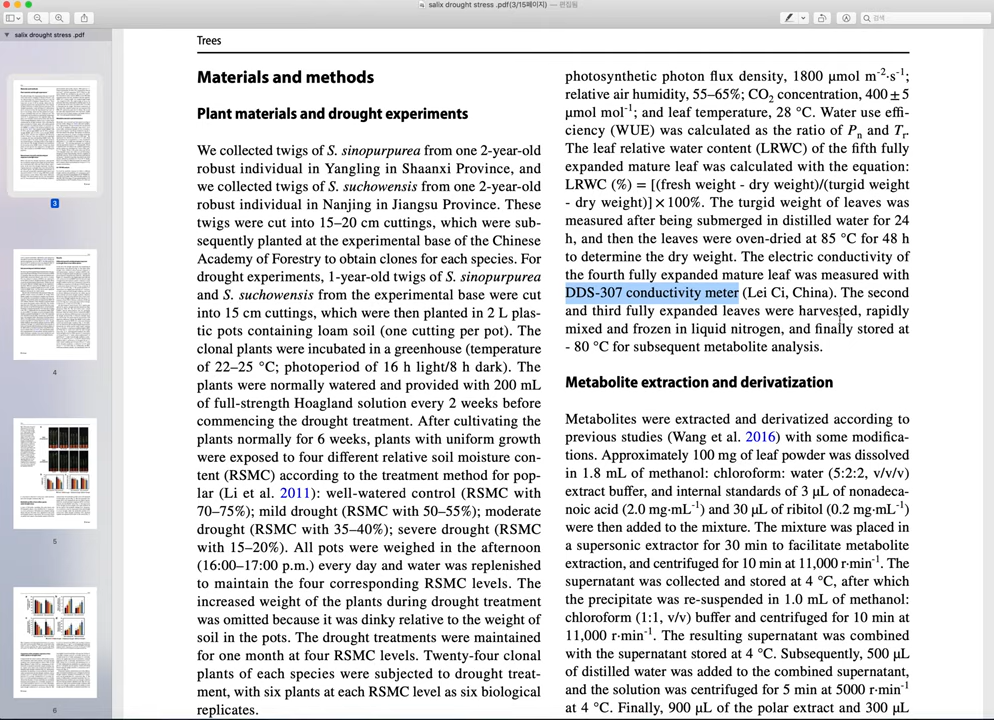 salix drought stress .pdf(3/15페이지) — 편집됨
검색
salix drought stress .pdf
3
4
5
6
Trees
Materials and methods
Plant materials and drought experiments
We collected twigs of S. sinopurpurea from one 2-year-old
robust individual in Yangling in Shaanxi Province, and
we collected twigs of S. suchowensis from one 2-year-old
robust individual in Nanjing in Jiangsu Province. These
twigs were cut into 15–20 cm cuttings, which were sub-
sequently planted at the experimental base of the Chinese
Academy of Forestry to obtain clones for each species. For
drought experiments, 1-year-old twigs of S. sinopurpurea
and S. suchowensis from the experimental base were cut
into 15 cm cuttings, which were then planted in 2 L plas-
tic pots containing loam soil (one cutting per pot). The
clonal plants were incubated in a greenhouse (temperature
of 22–25 °C; photoperiod of 16 h light/8 h dark). The
plants were normally watered and provided with 200 mL
of full-strength Hoagland solution every 2 weeks before
commencing the drought treatment. After cultivating the
plants normally for 6 weeks, plants with uniform growth
were exposed to four different relative soil moisture con-
tent (RSMC) according to the treatment method for pop-
lar (Li et al. 2011): well-watered control (RSMC with
70–75%); mild drought (RSMC with 50–55%); moderate
drought (RSMC with 35–40%); severe drought (RSMC
with 15–20%). All pots were weighed in the afternoon
(16:00–17:00 p.m.) every day and water was replenished
to maintain the four corresponding RSMC levels. The
increased weight of the plants during drought treatment
was omitted because it was dinky relative to the weight of
soil in the pots. The drought treatments were maintained
for one month at four RSMC levels. Twenty-four clonal
plants of each species were subjected to drought treat-
ment, with six plants at each RSMC level as six biological
replicates.
photosynthetic photon flux density, 1800 μmol m⁻²·s⁻¹;
relative air humidity, 55–65%; CO₂ concentration, 400 ± 5
μmol mol⁻¹; and leaf temperature, 28 °C. Water use effi-
ciency (WUE) was calculated as the ratio of Pn and Tr.
The leaf relative water content (LRWC) of the fifth fully
expanded mature leaf was calculated with the equation:
LRWC (%) = [(fresh weight - dry weight)/(turgid weight
- dry weight)] × 100%. The turgid weight of leaves was
measured after being submerged in distilled water for 24
h, and then the leaves were oven-dried at 85 °C for 48 h
to determine the dry weight. The electric conductivity of
the fourth fully expanded mature leaf was measured with
DDS-307 conductivity meter (Lei Ci, China). The second
and third fully expanded leaves were harvested, rapidly
mixed and frozen in liquid nitrogen, and finally stored at
- 80 °C for subsequent metabolite analysis.
Metabolite extraction and derivatization
Metabolites were extracted and derivatized according to
previous studies (Wang et al. 2016) with some modifica-
tions. Approximately 100 mg of leaf powder was dissolved
in 1.8 mL of methanol: chloroform: water (5:2:2, v/v/v)
extract buffer, and internal standards of 3 μL of nonadeca-
noic acid (2.0 mg·mL⁻¹) and 30 μL of ribitol (0.2 mg·mL⁻¹)
were then added to the mixture. The mixture was placed in
a supersonic extractor for 30 min to facilitate metabolite
extraction, and centrifuged for 10 min at 11,000 r·min⁻¹. The
supernatant was collected and stored at 4 °C, after which
the precipitate was re-suspended in 1.0 mL of methanol:
chloroform (1:1, v/v) buffer and centrifuged for 10 min at
11,000 r·min⁻¹. The resulting supernatant was combined
with the supernatant stored at 4 °C. Subsequently, 500 μL
of distilled water was added to the combined supernatant,
and the solution was centrifuged for 5 min at 5000 r·min⁻¹
at 4 °C. Finally, 900 μL of the polar extract and 300 μL